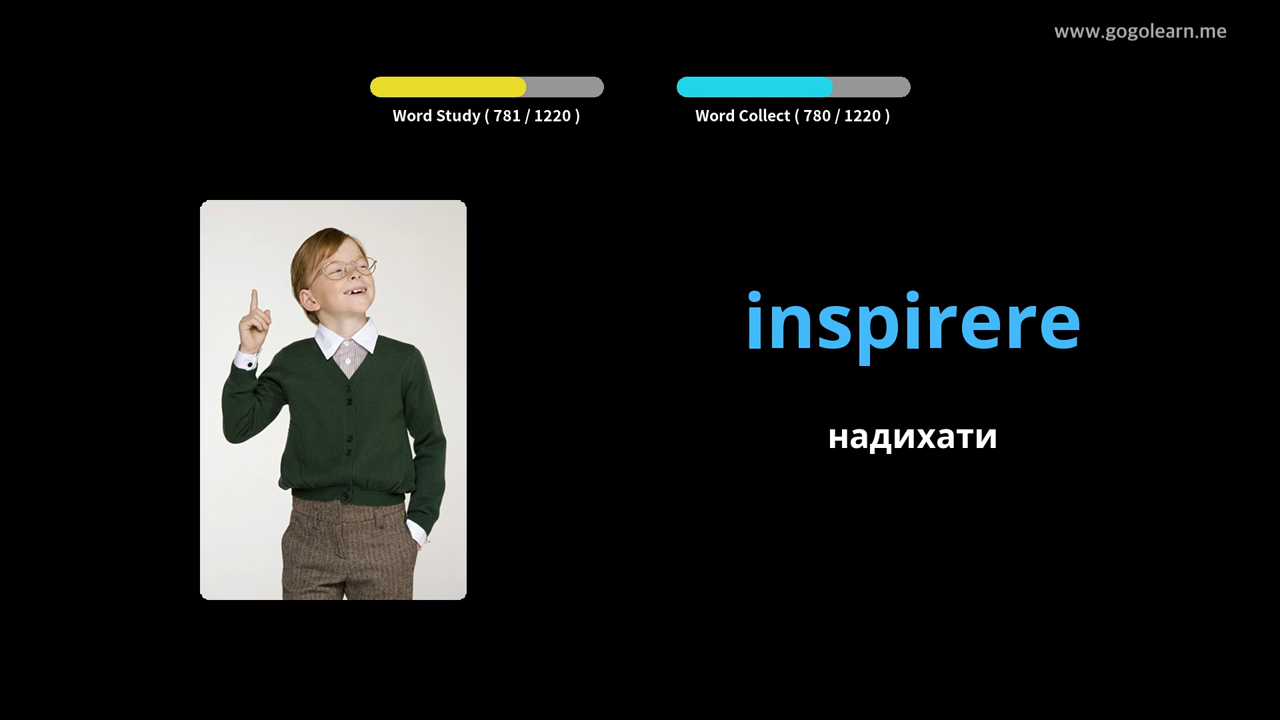 www.gogolearn.me
Word Study ( 781 / 1220 )
Word Collect ( 780 / 1220 )
inspirere
надихати